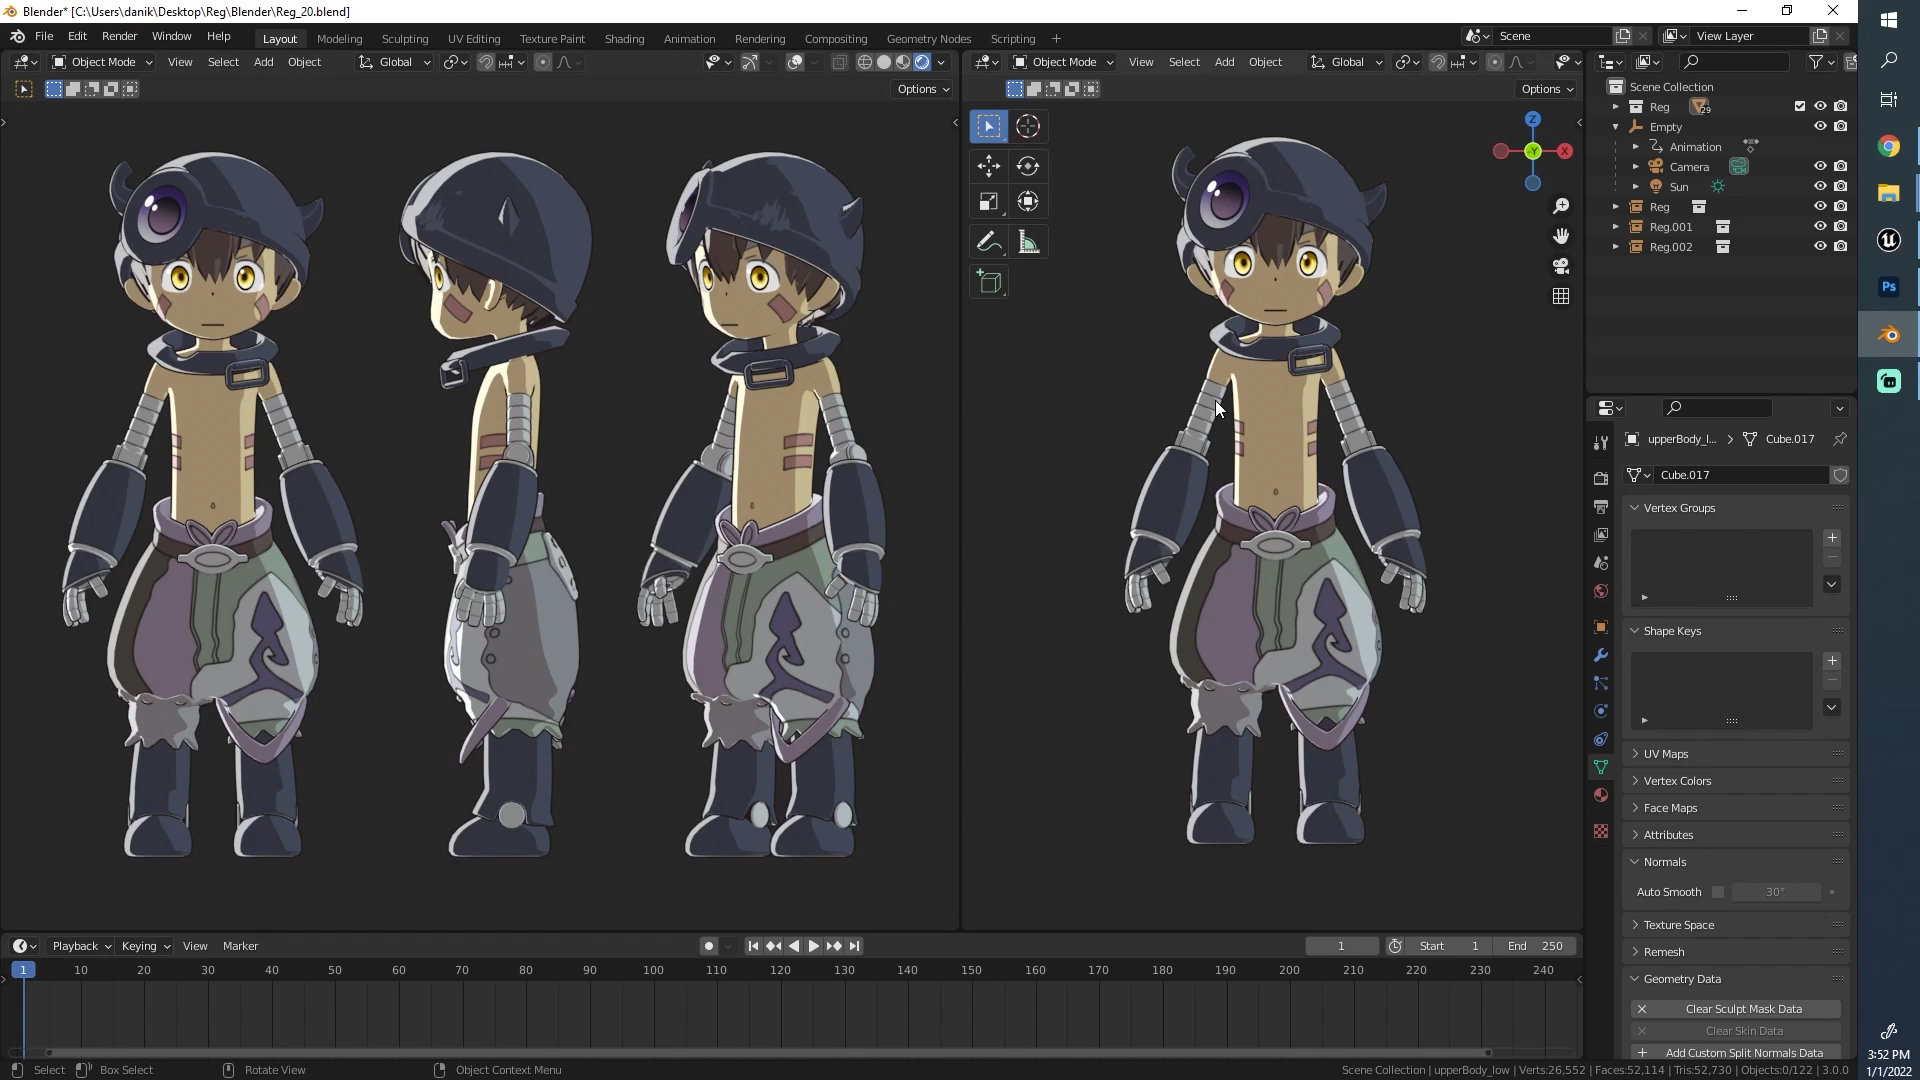 Blender* [C:\Users\danik\Desktop\Reg\Blender\Reg_20.blend]
File Edit Render Window Help Layout Modeling Sculpting UV Editing Texture Paint Shading Animation Rendering Compositing Geometry Nodes Scripting + Scene View Layer
Object Mode View Select Add Object Global Object Mode View Select Add Object Global
Options Options
Scene Collection
Reg 29
Empty
Animation
Camera
Sun
Reg
Reg.001
Reg.002
Z
-Y X
upperBody_l... > Cube.017
Cube.017
Vertex Groups
Shape Keys
UV Maps
Vertex Colors
Face Maps
Attributes
Normals
Auto Smooth 30°
Texture Space
Remesh
Geometry Data
Clear Sculpt Mask Data
Clear Skin Data
Add Custom Split Normals Data
Playback Keying View Marker 1 Start 1 End 250
1 10 20 30 40 50 60 70 80 90 100 110 120 130 140 150 160 170 180 190 200 210 220 230 240
Select Box Select Rotate View Object Context Menu Scene Collection | upperBody_low | Verts:26,552 | Faces:52,114 | Tris:52,730 | Objects:0/122 | 3.0.0
Ps
3:52 PM
1/1/2022